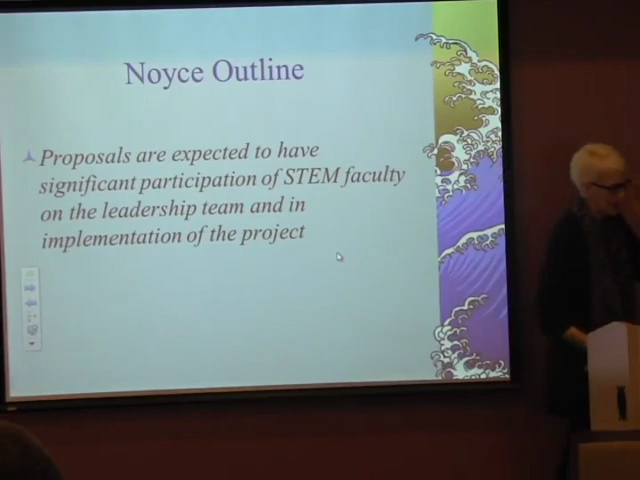 Noyce Outline
Proposals are expected to have
significant participation of STEM faculty
on the leadership team and in
implementation of the project